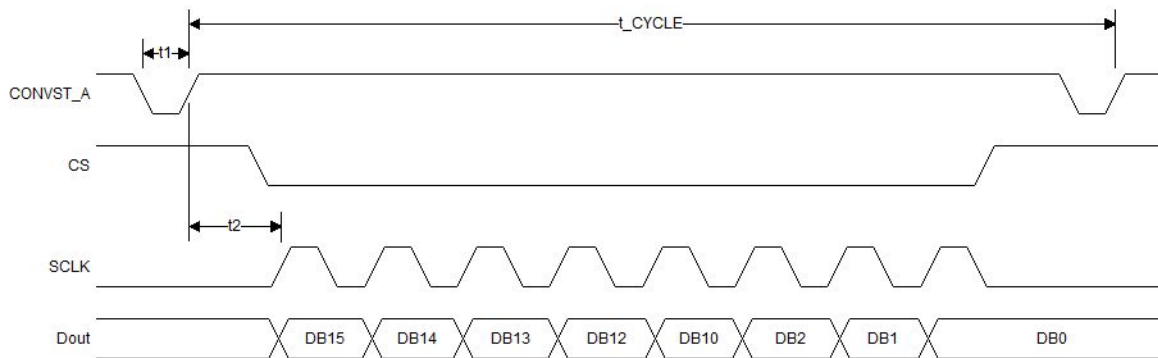 t_CYCLE
t1
CONVST_A
CS
t2
SCLK
Dout DB15 DB14 DB13 DB12 DB10 DB2 DB1 DB0